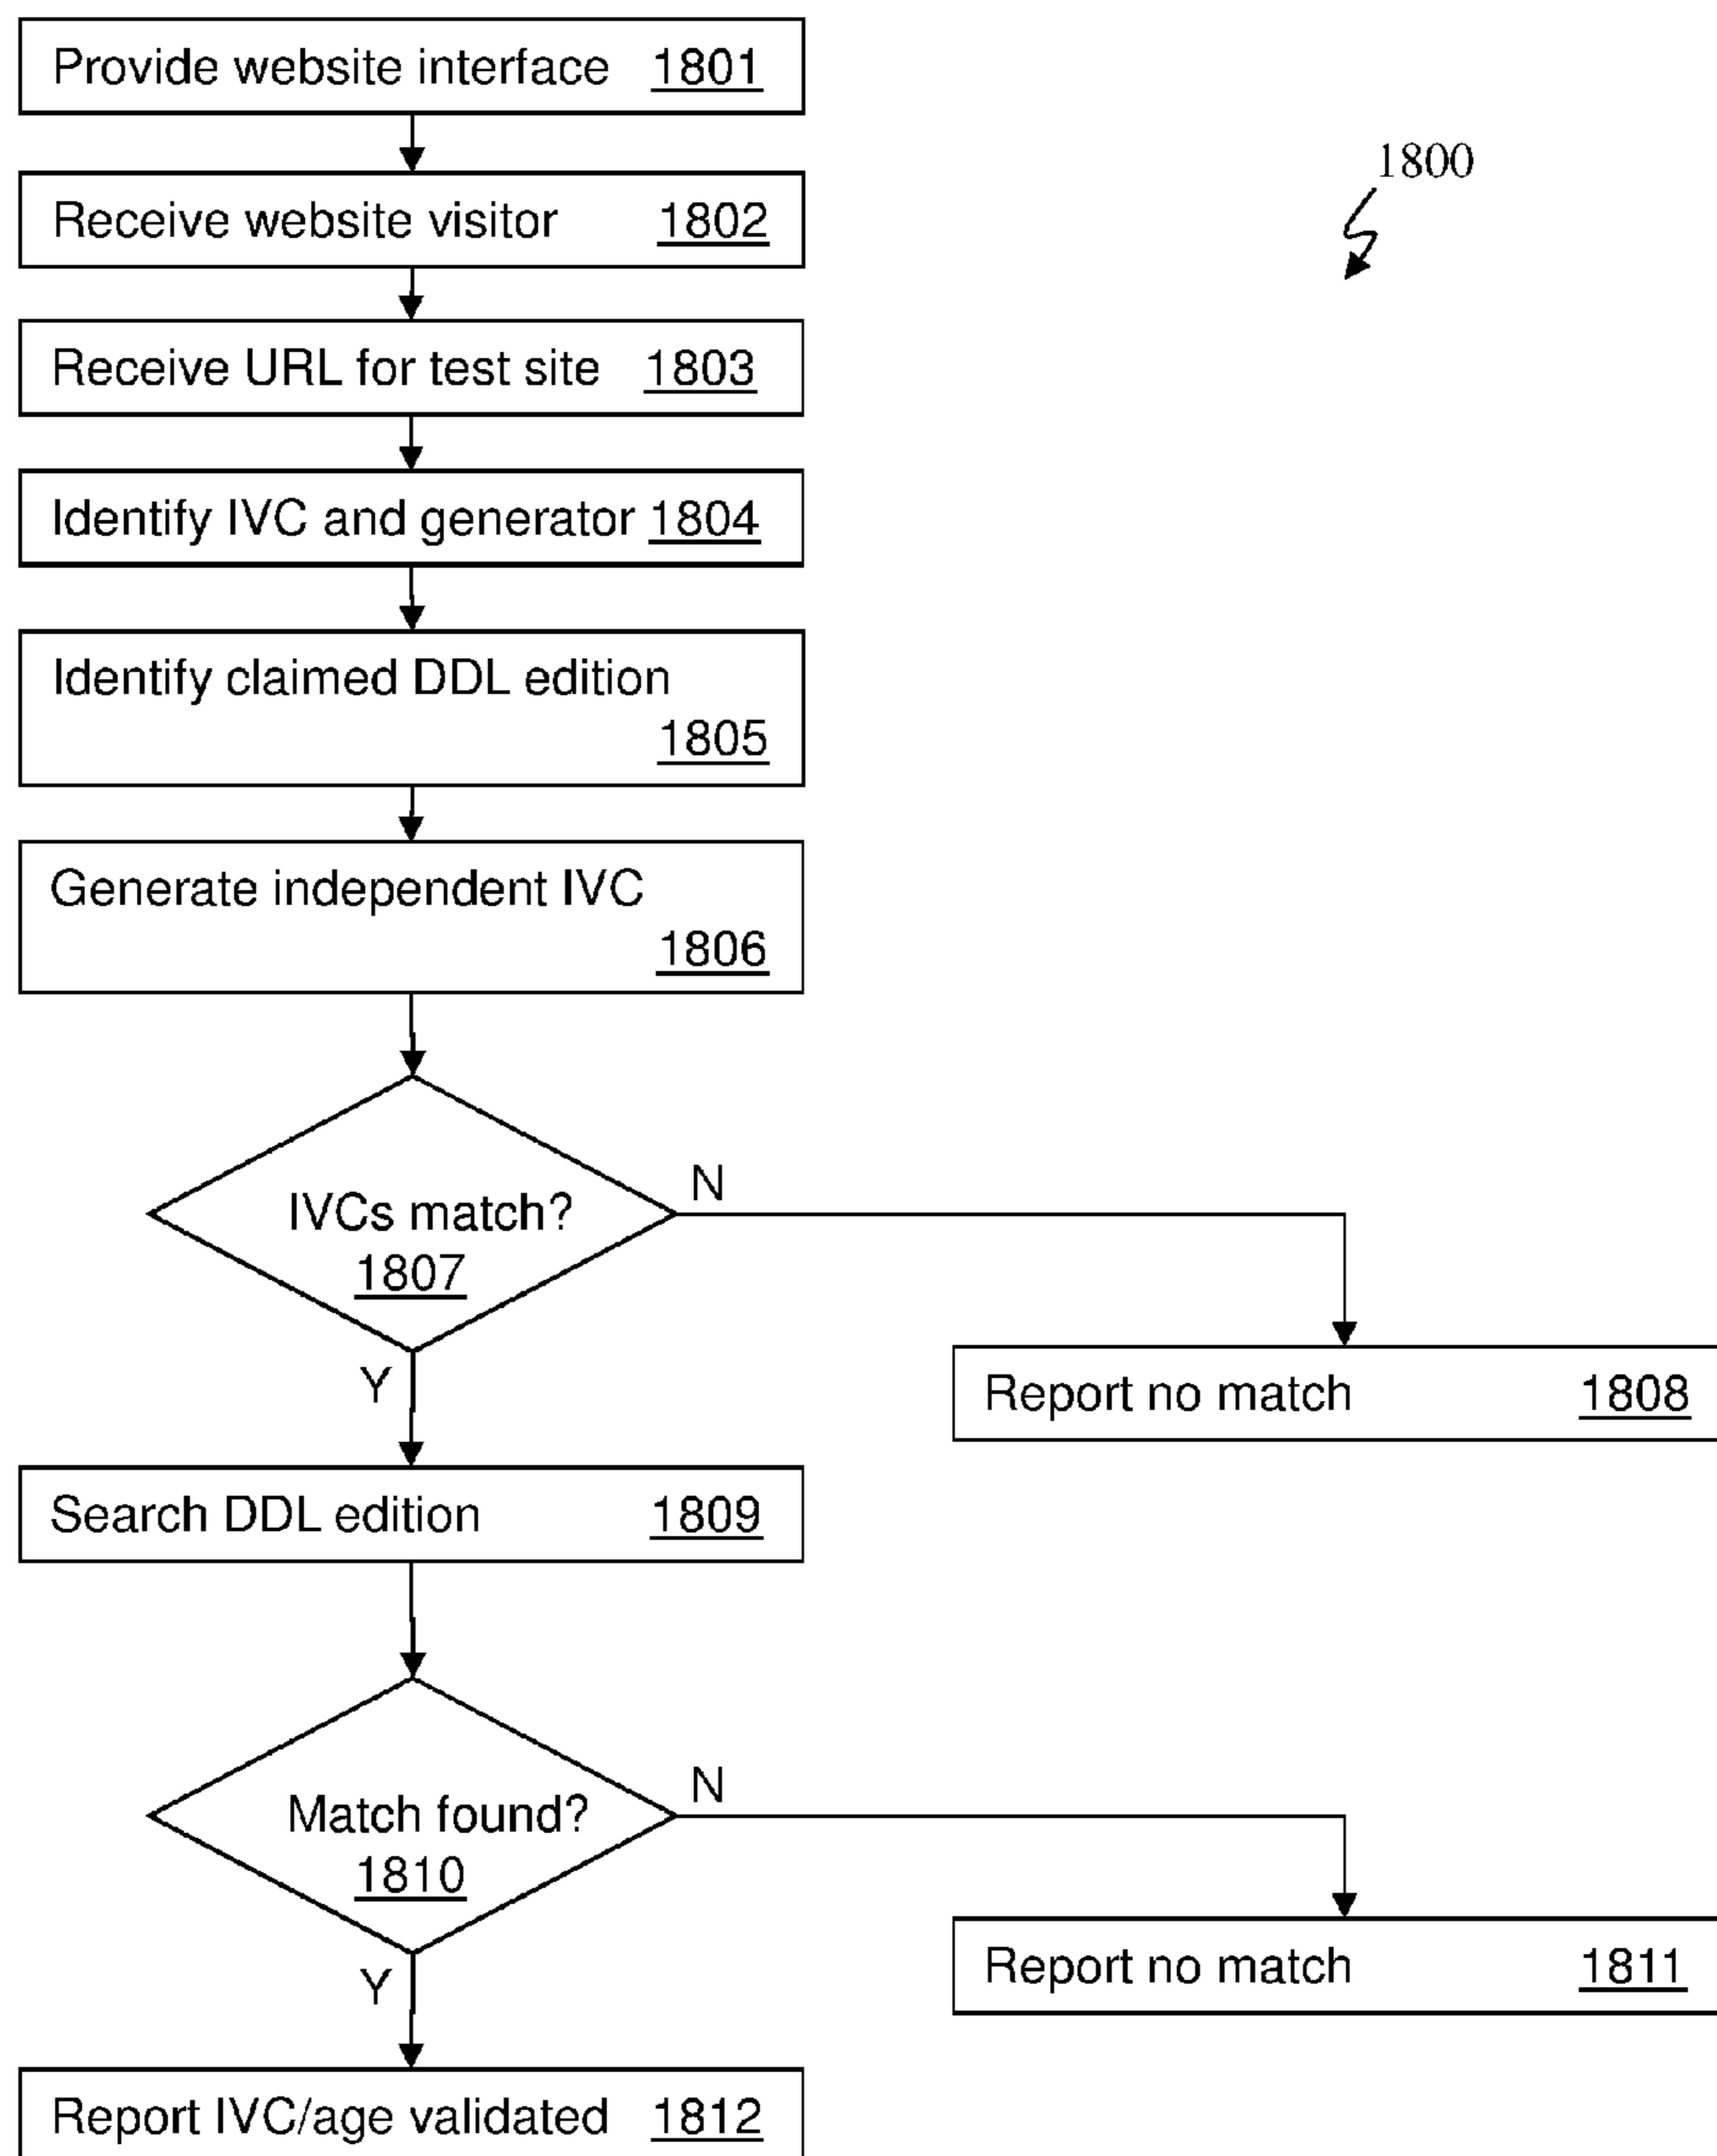 Provide website interface 1801
1800
Receive website visitor 1802
Receive URL for test site 1803
Identify IVC and generator 1804
Identify claimed DDL edition
1805
Generate independent IVC
1806
IVCs match?
1807
N
Y
Report no match 1808
Search DDL edition 1809
Match found?
1810
N
Y
Report no match 1811
Report IVC/age validated 1812